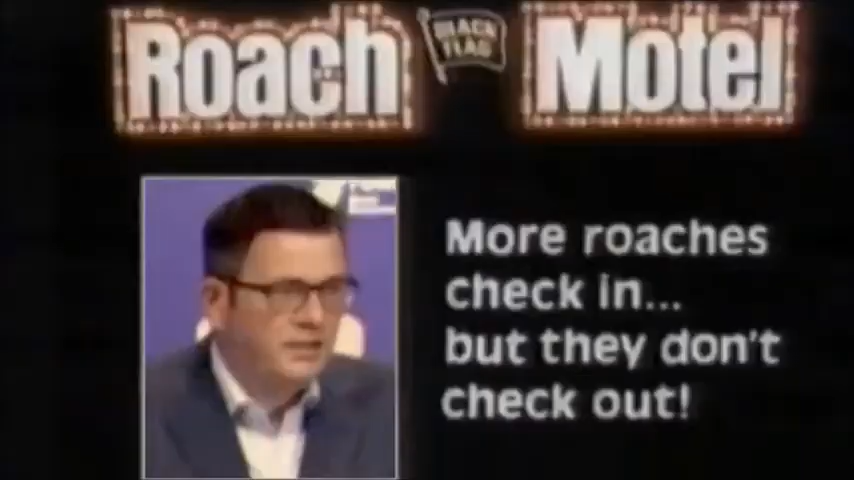 Roach
BLACK
FLAG
Motel
More roaches
check in...
but they don't
check out!